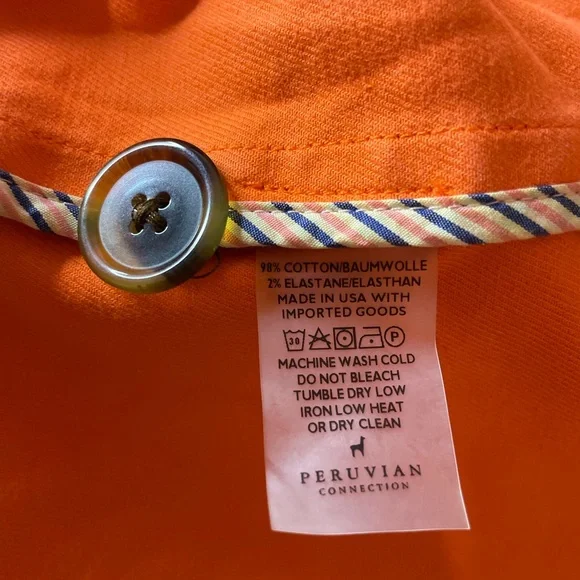 98% COTTON/BAUMWOLLE
2% ELASTANE/ELASTHAN
MADE IN USA WITH
IMPORTED GOODS
30 A P
MACHINE WASH COLD
DO NOT BLEACH
TUMBLE DRY LOW
IRON LOW HEAT
OR DRY CLEAN
PERUVIAN
CONNECTION